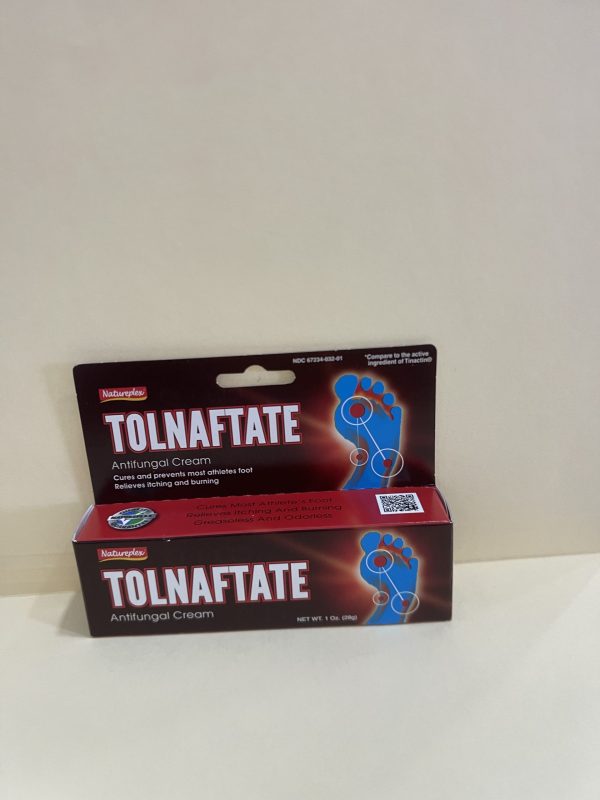 NDC 67234-032-01
*Compare to the active
ingredient of Tinactin®
Natureplex
TOLNAFTATE
Antifungal Cream
Cures and prevents most athletes foot
Relieves itching and burning
Cures Most Athlete's Foot
Relieves Itching And Burning
Greaseless And Odorless
Natureplex
TOLNAFTATE
Antifungal Cream
NET WT. 1 Oz. (28g)